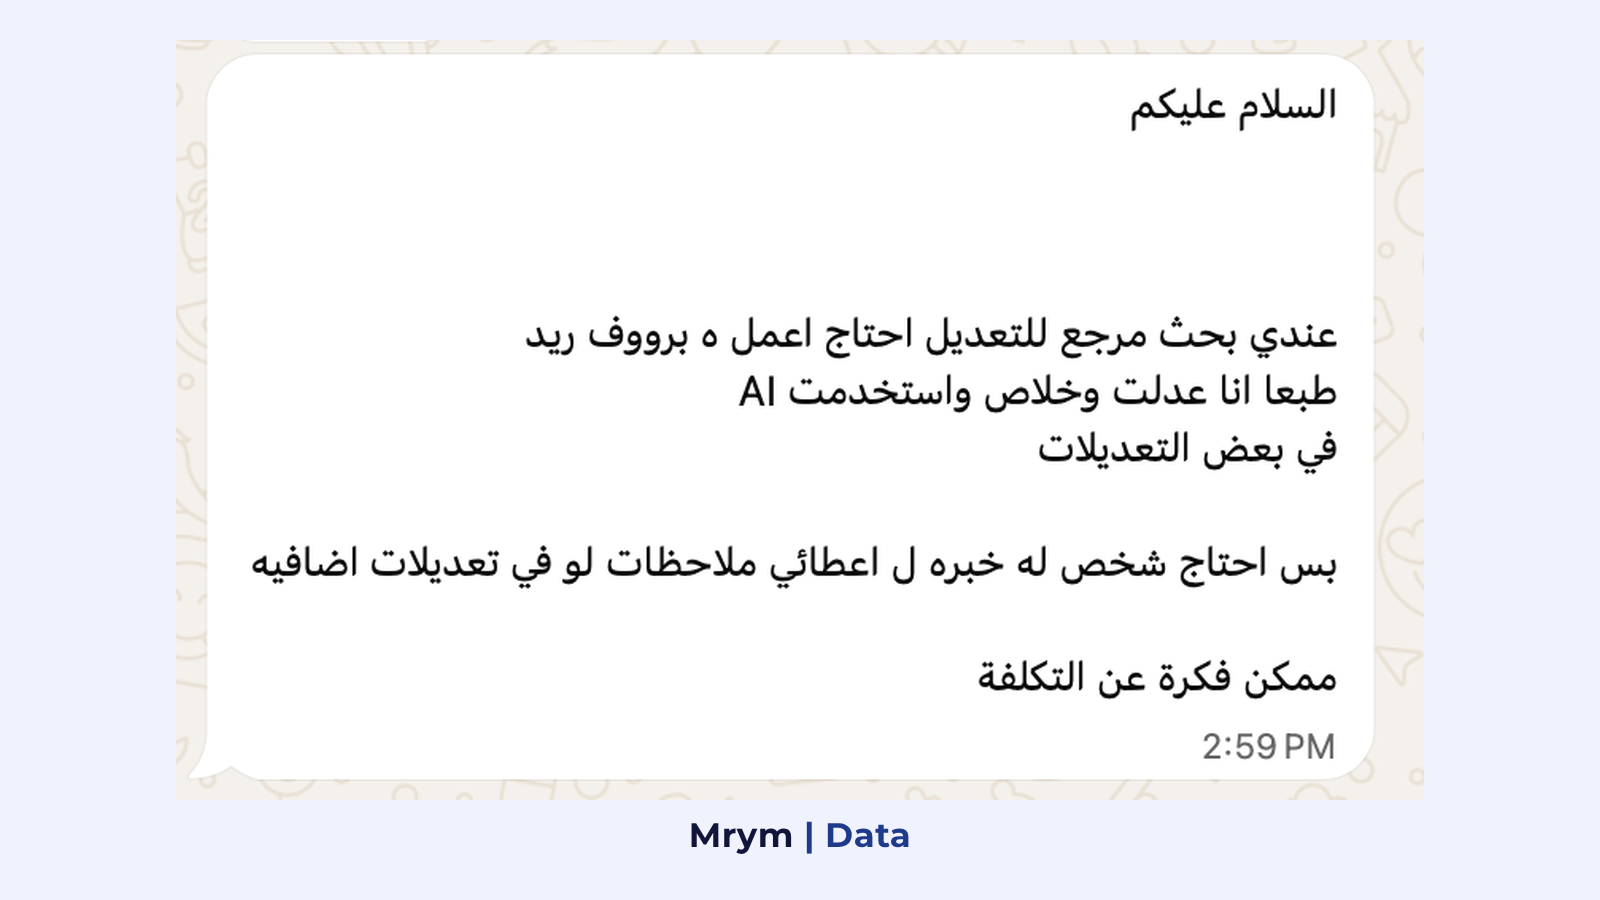 السلام عليكم
عندي بحث مرجع للتعديل احتاج اعمل ه برووف ريد
طبعا انا عدلت وخلاص واستخدمت AI
في بعض التعديلات
بس احتاج شخص له خبره ل اعطائي ملاحظات لو في تعديلات اضافيه
ممكن فكرة عن التكلفة
2:59 PM
Mrym | Data